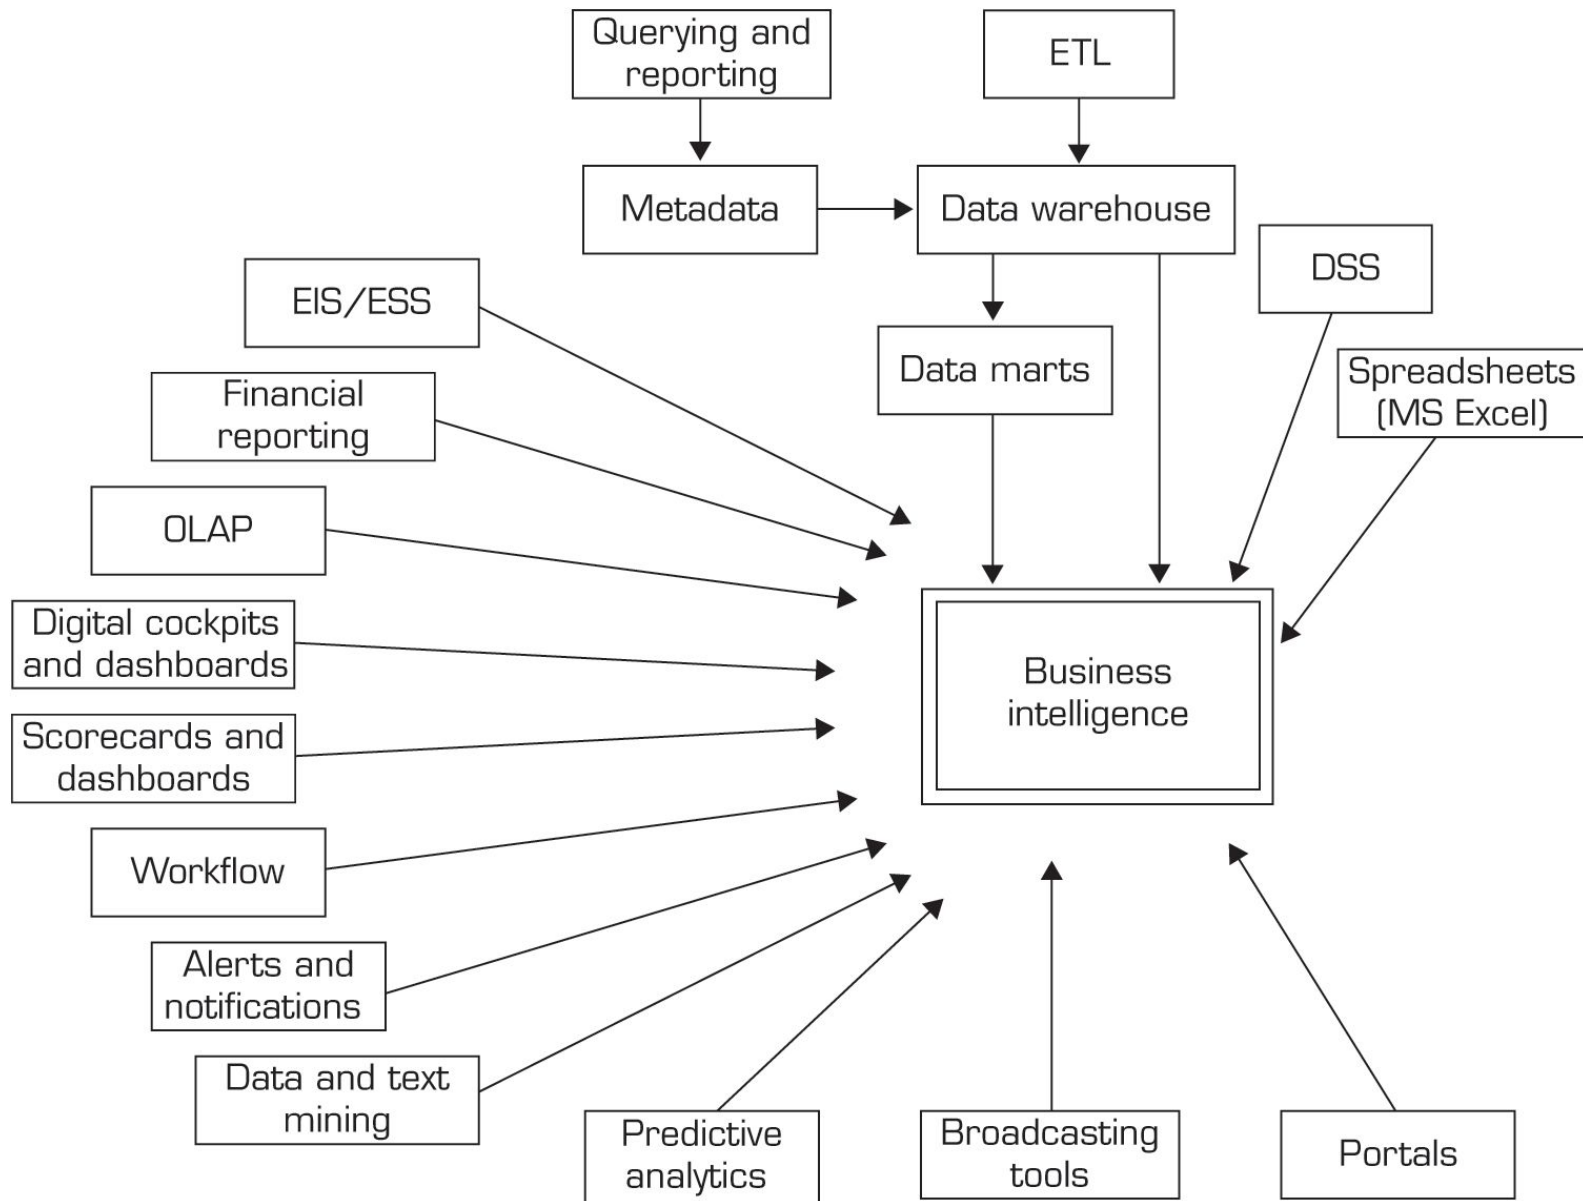 Querying and
reporting
ETL
Metadata
Data warehouse
DSS
EIS/ESS
Data marts
Spreadsheets
(MS Excel)
Financial
reporting
OLAP
Digital cockpits
and dashboards
Business
intelligence
Scorecards and
dashboards
Workflow
Alerts and
notifications
Data and text
mining
Predictive
analytics
Broadcasting
tools
Portals